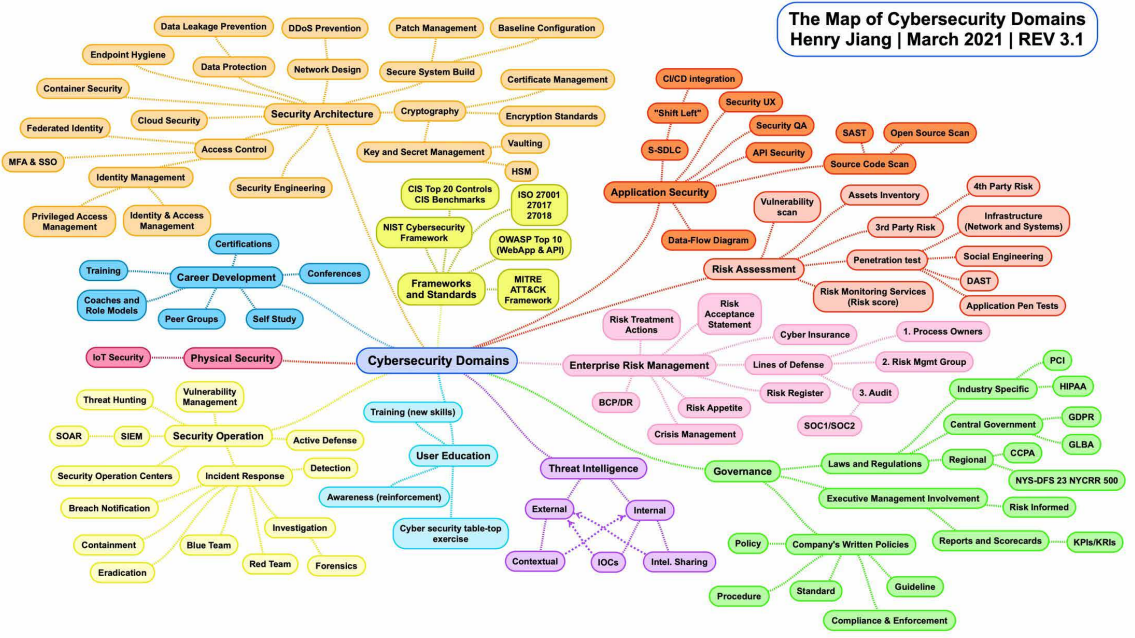 The Map of Cybersecurity Domains
Henry Jiang | March 2021 | REV 3.1
Data Leakage Prevention
DDoS Prevention
Patch Management
Baseline Configuration
Endpoint Hygiene
Data Protection
Network Design
Secure System Build
Container Security
Certificate Management
Cloud Security
Security Architecture
Cryptography
Encryption Standards
Federated Identity
Access Control
Key and Secret Management
Vaulting
HSM
MFA & SSO
Identity Management
Security Engineering
Privileged Access
Management
Identity & Access
Management
CI/CD integration
"Shift Left"
Security UX
Security QA
S-SDLC
API Security
SAST
Open Source Scan
Source Code Scan
Application Security
Data-Flow Diagram
CIS Top 20 Controls
CIS Benchmarks
ISO 27001
27017
27018
NIST Cybersecurity
Framework
OWASP Top 10
(WebApp & API)
Frameworks
and Standards
MITRE
ATT&CK
Framework
Vulnerability
scan
Assets Inventory
4th Party Risk
3rd Party Risk
Infrastructure
(Network and Systems)
Risk Assessment
Penetration test
Social Engineering
DAST
Risk Monitoring Services
(Risk score)
Application Pen Tests
Certifications
Training
Career Development
Conferences
Coaches and
Role Models
Peer Groups
Self Study
IoT Security
Physical Security
Cybersecurity Domains
Risk Treatment
Actions
Risk
Acceptance
Statement
Cyber Insurance
1. Process Owners
Enterprise Risk Management
Lines of Defense
2. Risk Mgmt Group
BCP/DR
Risk Appetite
Risk Register
3. Audit
Crisis Management
SOC1/SOC2
PCI
Industry Specific
HIPAA
Central Government
GDPR
GLBA
Governance
Laws and Regulations
Regional
CCPA
NYS-DFS 23 NYCRR 500
Executive Management Involvement
Risk Informed
Reports and Scorecards
KPIs/KRIs
Policy
Company's Written Policies
Procedure
Standard
Guideline
Compliance & Enforcement
Threat Hunting
Vulnerability
Management
SOAR
SIEM
Security Operation
Active Defense
Security Operation Centers
Incident Response
Detection
Breach Notification
Investigation
Containment
Blue Team
Eradication
Red Team
Forensics
Training (new skills)
User Education
Awareness (reinforcement)
Cyber security table-top
exercise
Threat Intelligence
External
Internal
Contextual
IOCs
Intel. Sharing